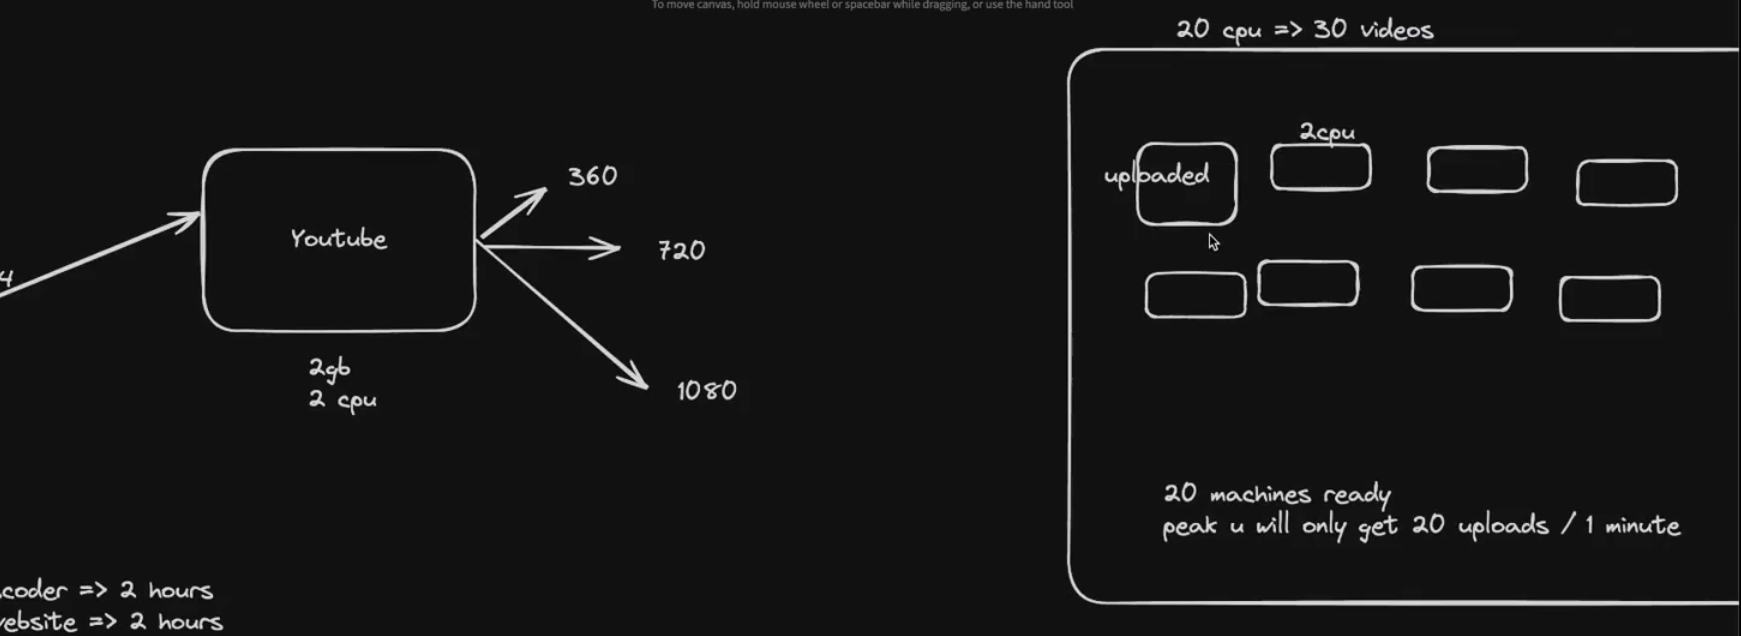 To move canvas, hold mouse wheel or spacebar while dragging, or use the hand tool
20 cpu => 30 videos
4
Youtube
2gb
2 cpu
360
720
1080
2cpu
uploaded
20 machines ready
peak u will only get 20 uploads / 1 minute
coder => 2 hours
ebsite => 2 hours